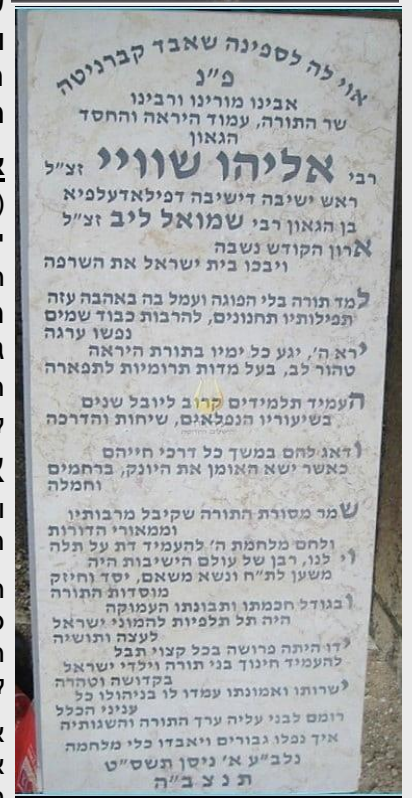 אוי לה לספינה שאבד קברניטה
פ״נ
אבינו מורינו ורבינו
שר התורה, עמוד היראה והחסד
הגאון
רבי אליהו שוויי זצ״ל
ראש ישיבה דישיבה דפילאדעלפיא
בן הגאון רבי שמואל ליב זצ״ל
ארון הקודש נשבה
ויבכו בית ישראל את השרפה
למד תורה בלי הפוגה ועמל בה באהבה עזה
תפילותיו תחנונים, להרבות כבוד שמים
נפשו ערגה
ירא ה', יגע כל ימיו בתורת היראה
טהור לב, בעל מדות תרומיות לתפארה
העמיד תלמידים קרוב ליובל שנים
בשיעוריו הנפלאים, שיחות והדרכה
ודאג להם במשך כל דרכי חייהם
כאשר ישא האומן את היונק, ברחמים
וחמלה
שמר מסורת התורה שקיבל מרבותיו
וממאורי הדורות
ולחם מלחמת ה' להעמיד דת על תלה
וי לנו, רבן של עולם הישיבות היה
משען לת״ח ונשא משאם, יסד וחיזק
מוסדות התורה
ובגודל חכמתו ותבונתו העמוקה
היה תל תלפיות להמוני ישראל
לעצה ותושיה
ידו היתה פרושה בכל קצוי תבל
להעמיד חינוך בני תורה וילדי ישראל
בקדושה וטהרה
ישרותו ואמונתו עמדו לו בניהולו כל
עניני הכלל
רומם לבני עליה ערך התורה והשגותיה
איך נפלו גבורים ויאבדו כלי מלחמה
נלב״ע א' ניסן תשס״ט
ת נ צ ב ״ ה